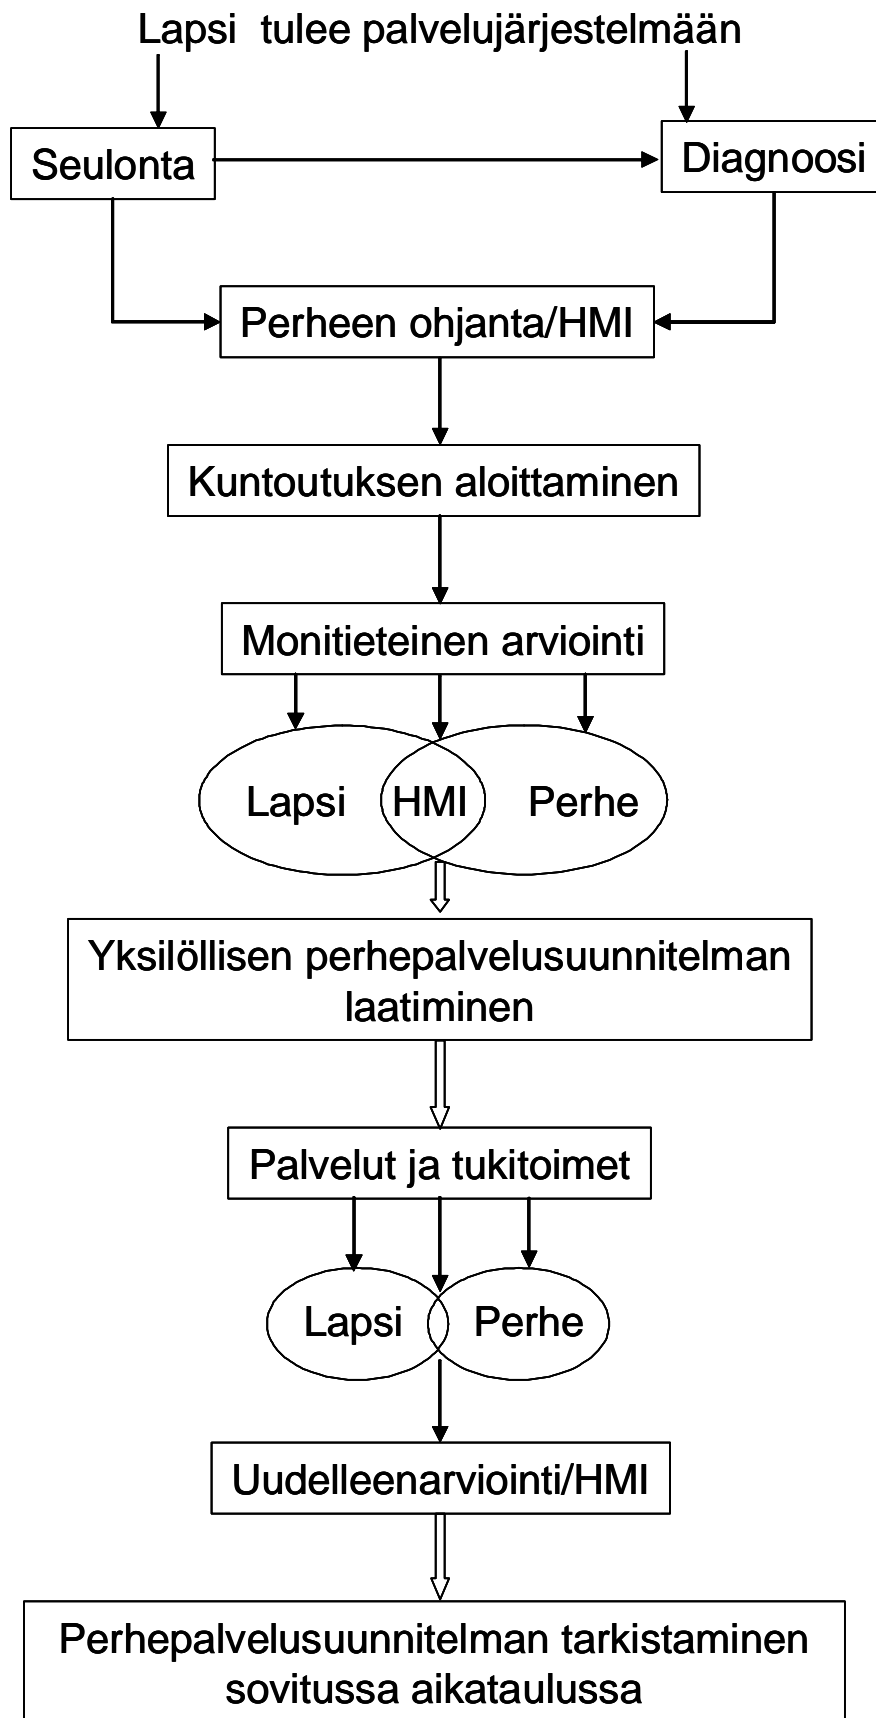 Lapsi tulee palvelujärjestelmään
Seulonta
Diagnoosi
Perheen ohjanta/HMI
Kuntoutuksen aloittaminen
Monitieteinen arviointi
Lapsi
HMI
Perhe
Yksilöllisen perhepalvelusuunnitelman
laatiminen
Palvelut ja tukitoimet
Lapsi
Perhe
Uudelleenarviointi/HMI
Perhepalvelusuunnitelman tarkistaminen
sovitussa aikataulussa